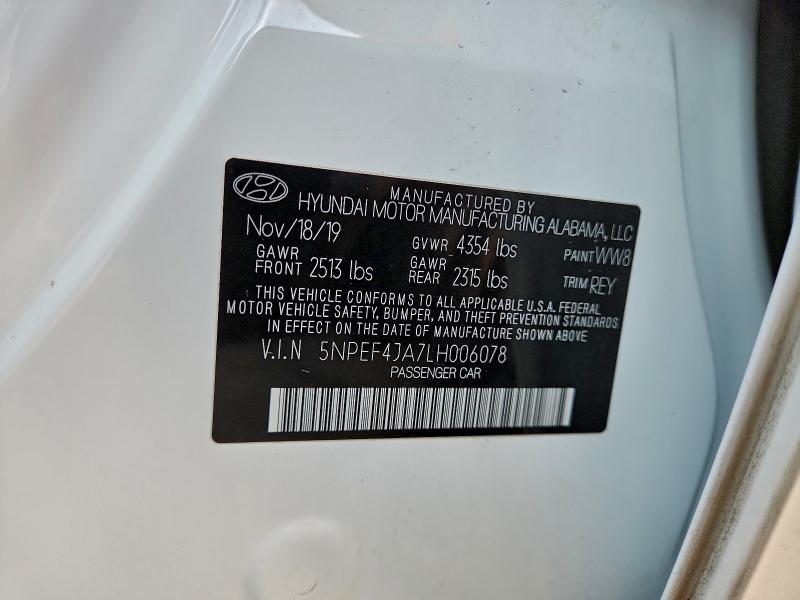 MANUFACTURED BY
HYUNDAI MOTOR MANUFACTURING ALABAMA, LLC
Nov/18/19 GVWR 4354 lbs PAINT WW8
GAWR FRONT 2513 lbs GAWR REAR 2315 lbs TRIM REY
THIS VEHICLE CONFORMS TO ALL APPLICABLE U.S.A. FEDERAL
MOTOR VEHICLE SAFETY, BUMPER, AND THEFT PREVENTION STANDARDS
IN EFFECT ON THE DATE OF MANUFACTURE SHOWN ABOVE
V.I.N 5NPEF4JA7LH006078
PASSENGER CAR